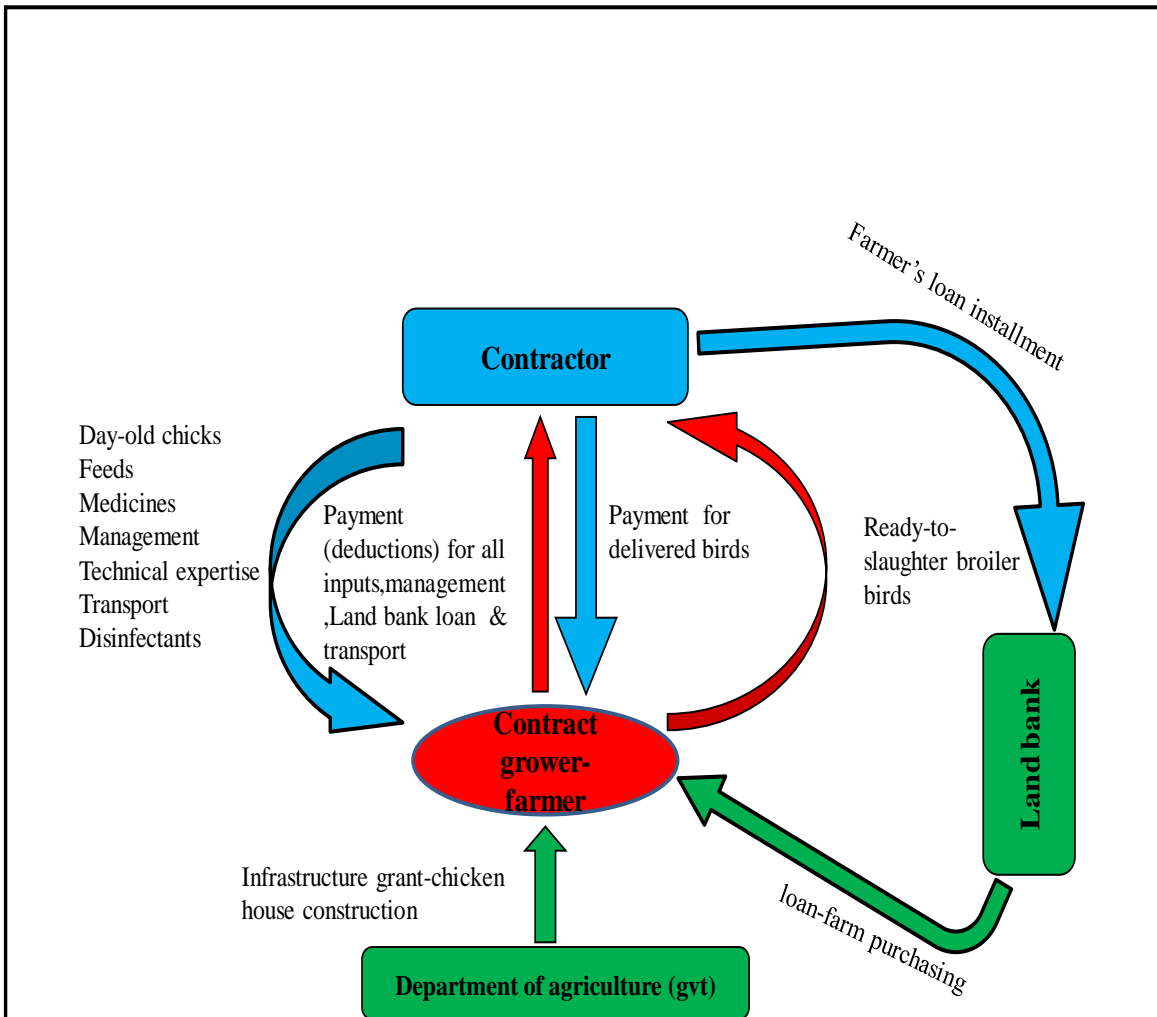 Farmer's loan installment
Contractor
Day-old chicks
Feeds
Medicines
Management
Technical expertise
Transport
Disinfectants
Payment
(deductions) for all
inputs,management
,Land bank loan &
transport
Payment for
delivered birds
Ready-to-
slaughter broiler
birds
Land bank
Contract
grower-
farmer
Infrastructure grant-chicken
house construction
loan-farm purchasing
Department of agriculture (gvt)